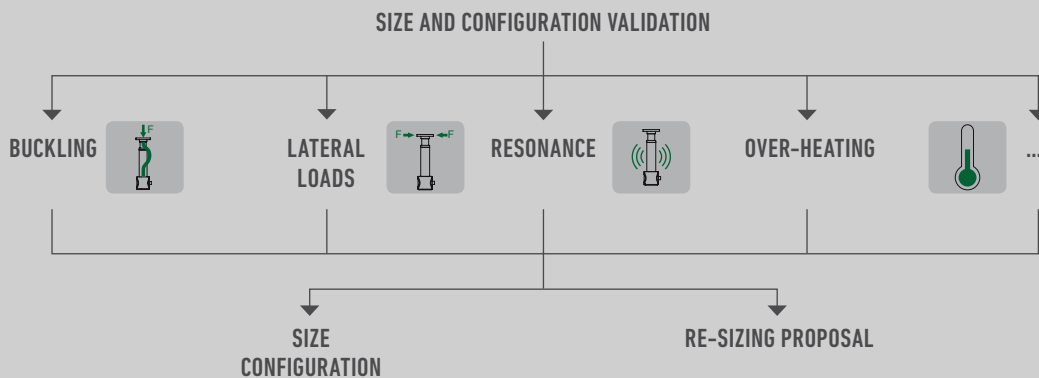 SIZE AND CONFIGURATION VALIDATION
BUCKLING
F
LATERAL
LOADS
F F
RESONANCE
OVER-HEATING
...
SIZE
CONFIGURATION
RE-SIZING PROPOSAL